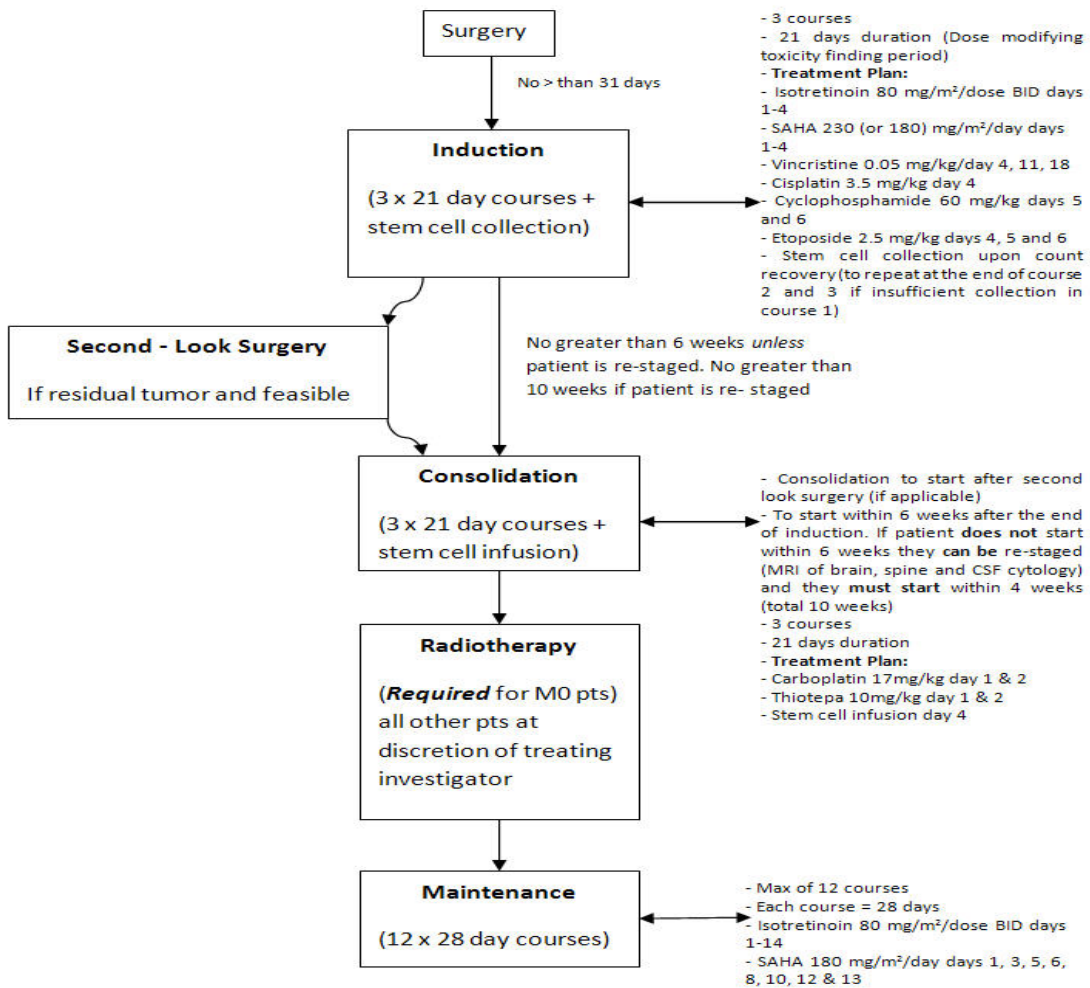 Surgery
No > than 31 days
- 3 courses
- 21 days duration (Dose modifying
toxicity finding period)
- Treatment Plan:
- Isotretinoin 80 mg/m²/dose BID days
1-4
- SAHA 230 (or 180) mg/m²/day days
1-4
- Vincristine 0.05 mg/kg/day 4, 11, 18
- Cisplatin 3.5 mg/kg day 4
- Cyclophosphamide 60 mg/kg days 5
and 6
- Etoposide 2.5 mg/kg days 4, 5 and 6
- Stem cell collection upon count
recovery (to repeat at the end of course
2 and 3 if insufficient collection in
course 1)
Induction
(3 x 21 day courses +
stem cell collection)
Second - Look Surgery
If residual tumor and feasible
No greater than 6 weeks unless
patient is re-staged. No greater than
10 weeks if patient is re- staged
Consolidation
(3 x 21 day courses +
stem cell infusion)
- Consolidation to start after second
look surgery (if applicable)
- To start within 6 weeks after the end
of induction. If patient does not start
within 6 weeks they can be re-staged
(MRI of brain, spine and CSF cytology)
and they must start within 4 weeks
(total 10 weeks)
- 3 courses
- 21 days duration
- Treatment Plan:
- Carboplatin 17mg/kg day 1 & 2
- Thiotepa 10mg/kg day 1 & 2
- Stem cell infusion day 4
Radiotherapy
(Required for M0 pts)
all other pts at
discretion of treating
investigator
Maintenance
(12 x 28 day courses)
- Max of 12 courses
- Each course = 28 days
- Isotretinoin 80 mg/m²/dose BID days
1-14
- SAHA 180 mg/m²/day days 1, 3, 5, 6,
8, 10, 12 & 13